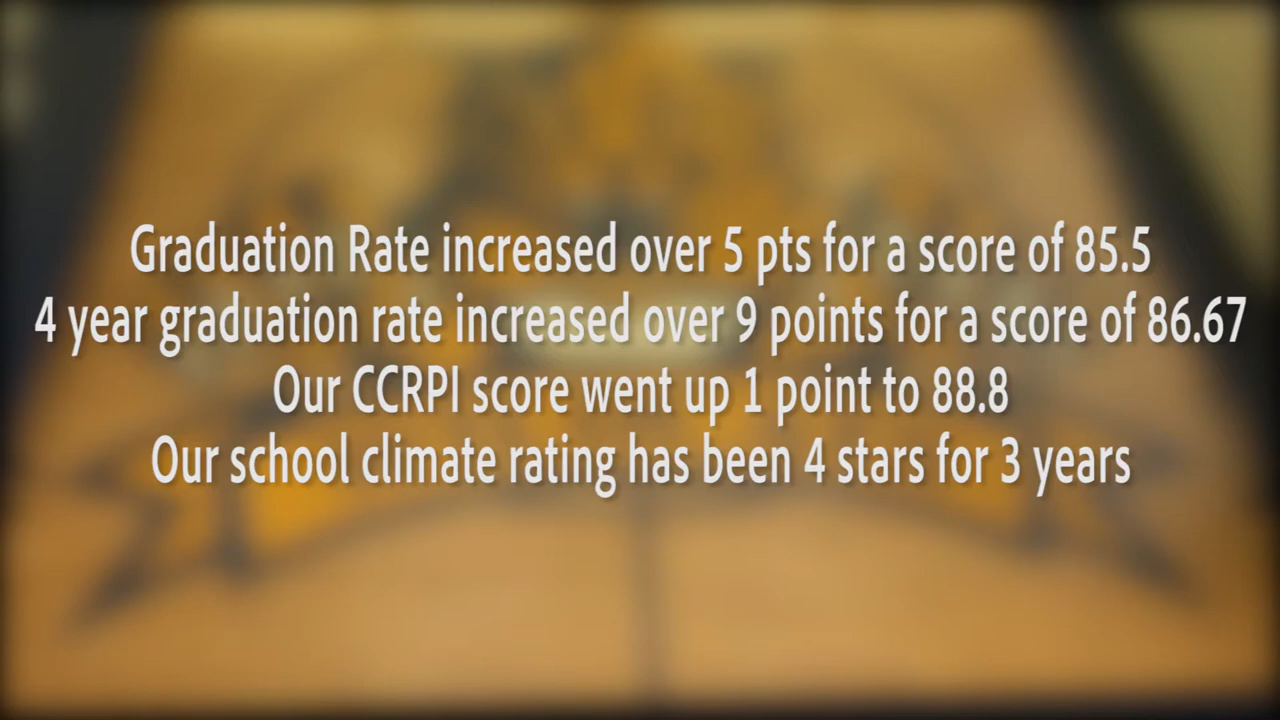 Graduation Rate increased over 5 pts for a score of 85.5
4 year graduation rate increased over 9 points for a score of 86.67
Our CCRPI score went up 1 point to 88.8
Our school climate rating has been 4 stars for 3 years